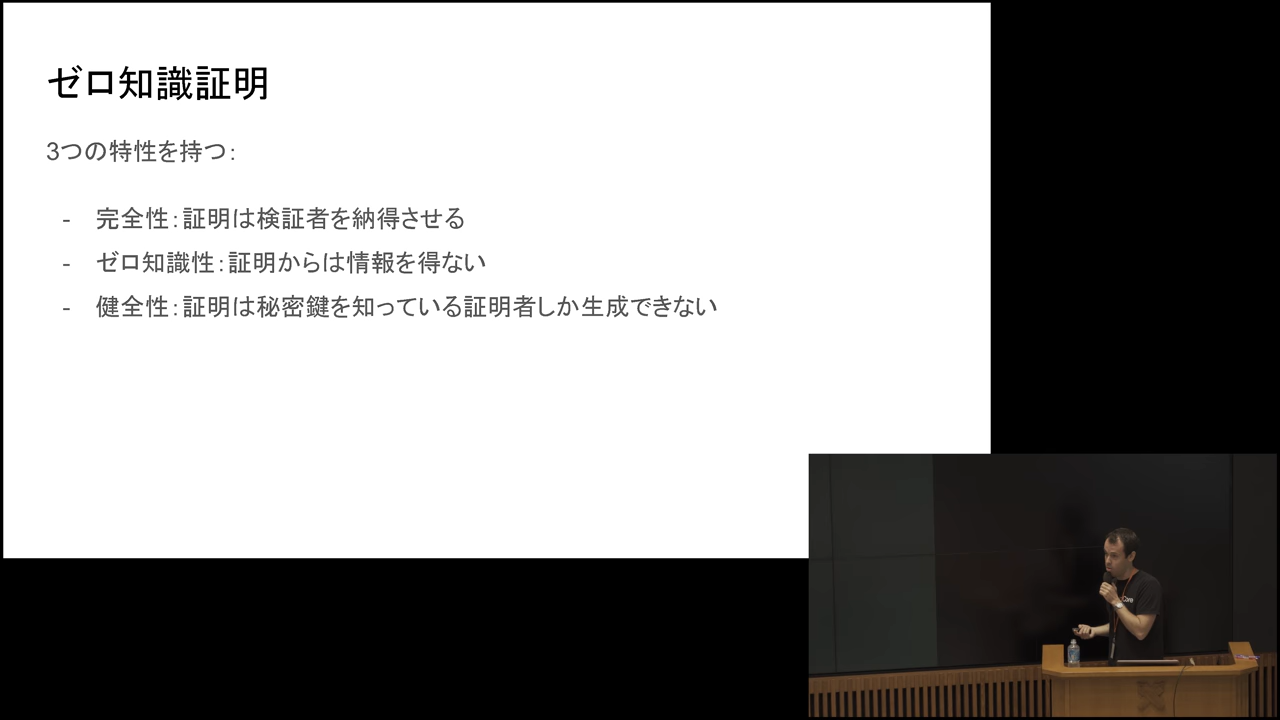 ゼロ知識証明
3つの特性を持つ：
- 完全性：証明は検証者を納得させる
- ゼロ知識性：証明からは情報を得ない
- 健全性：証明は秘密鍵を知っている証明者しか生成できない
Core